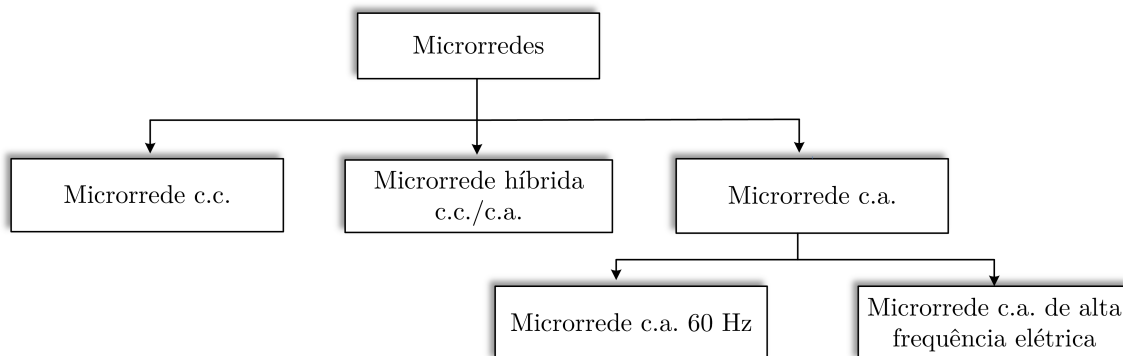 Microrredes
Microrrede c.c.
Microrrede híbrida
c.c./c.a.
Microrrede c.a.
Microrrede c.a. 60 Hz
Microrrede c.a. de alta
frequência elétrica